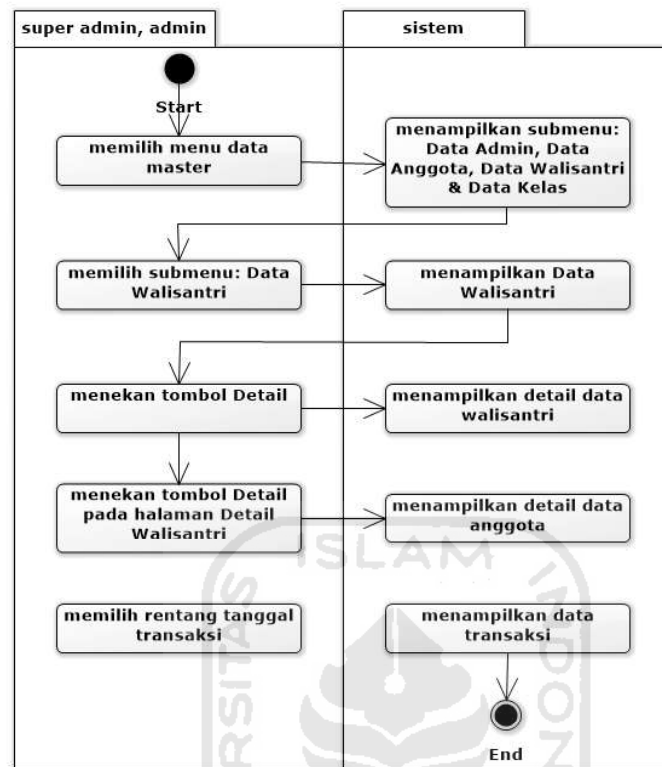 super admin, admin
sistem
Start
memilih menu data
master
menampilkan submenu:
Data Admin, Data
Anggota, Data Walisantri
& Data Kelas
memilih submenu: Data
Walisantri
menampilkan Data
Walisantri
menekan tombol Detail
menampilkan detail data
walisantri
menekan tombol Detail
pada halaman Detail
Walisantri
menampilkan detail data
anggota
ISLAM
memilih rentang tanggal
transaksi
menampilkan data
transaksi
End